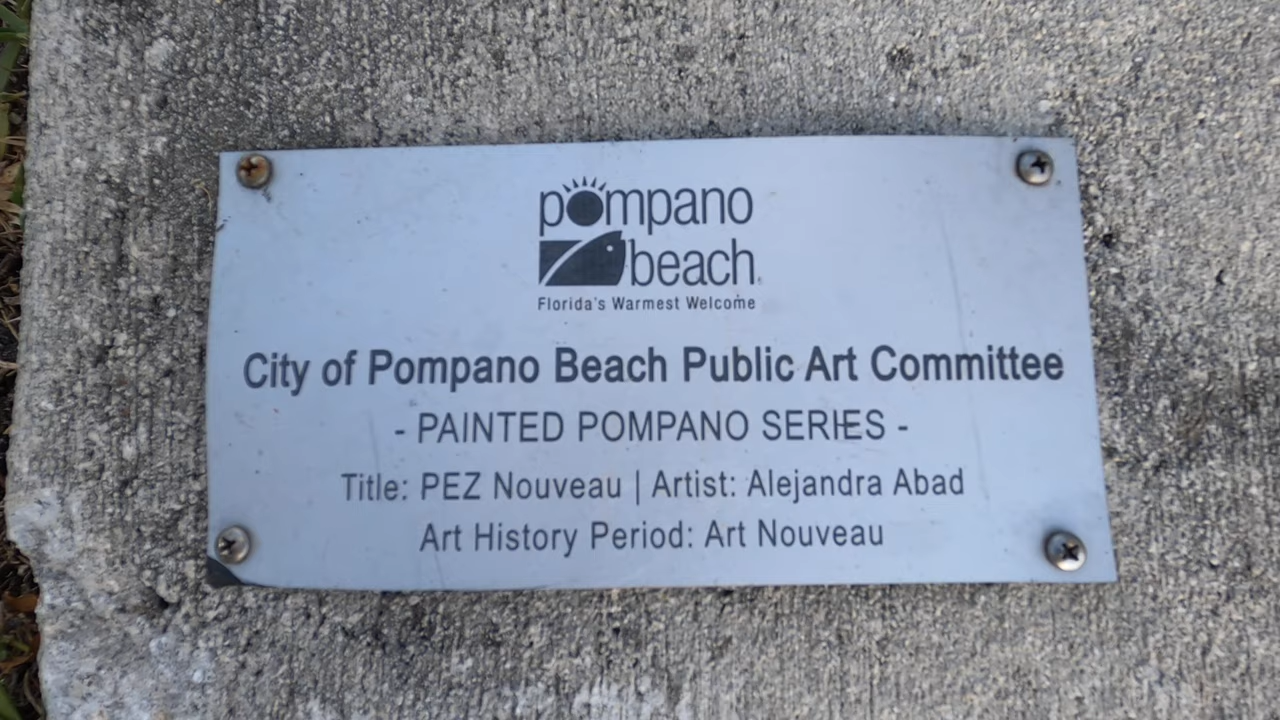 pompano
beach
Florida's Warmest Welcome
City of Pompano Beach Public Art Committee
- PAINTED POMPANO SERIES -
Title: PEZ Nouveau | Artist: Alejandra Abad
Art History Period: Art Nouveau